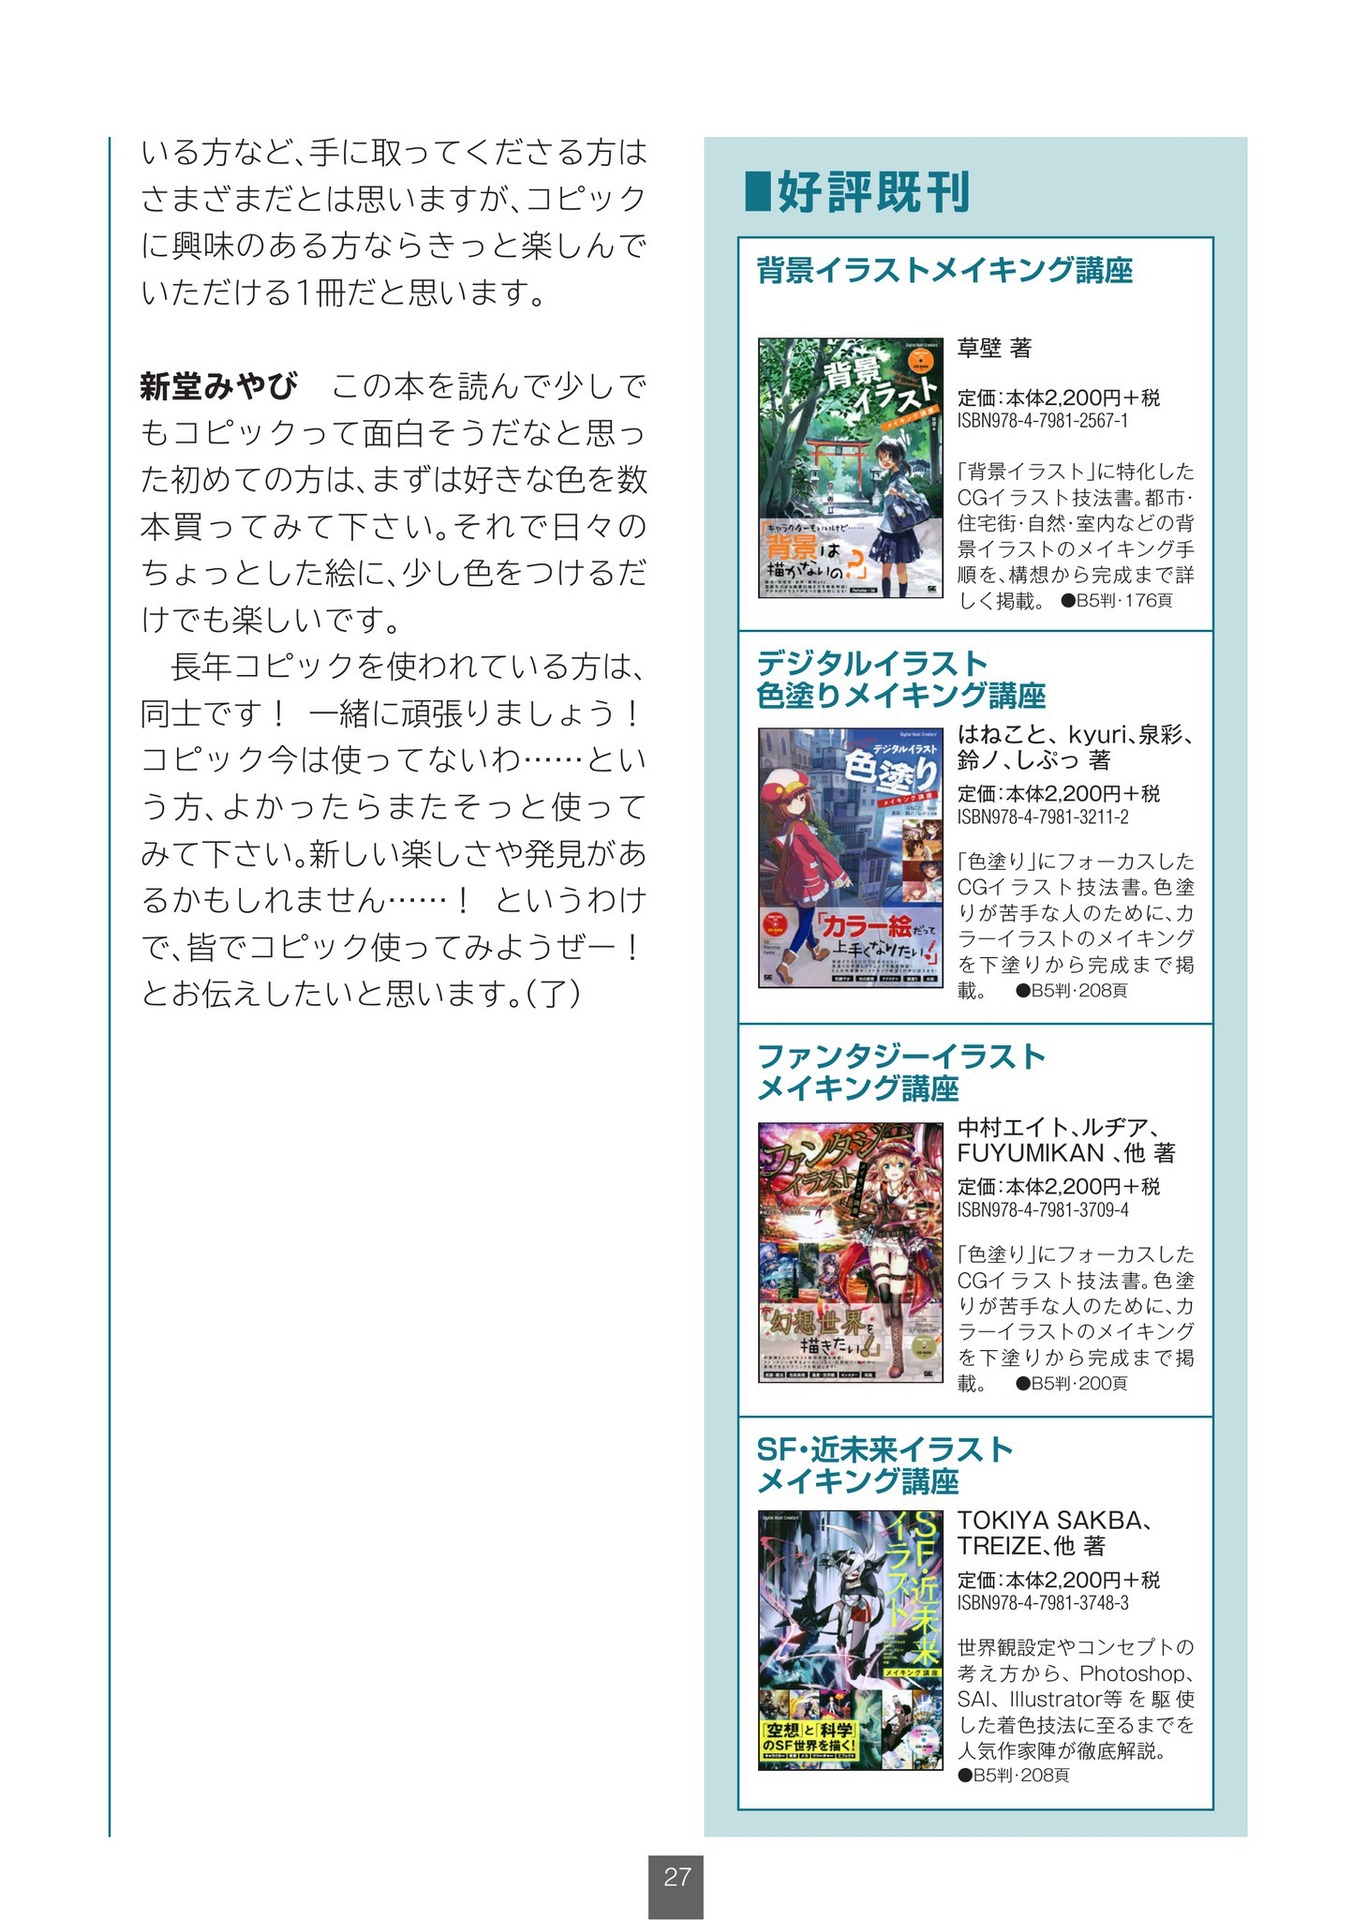 いる方など、手に取ってくださる方は
さまざまだとは思いますが、コピック
に興味のある方ならきっと楽しんで
いただける1冊だと思います。
新堂みやび　この本を読んで少しで
もコピックって面白そうだなと思っ
た初めての方は、まずは好きな色を数
本買ってみて下さい。それで日々の
ちょっとした絵に、少し色をつけるだ
けでも楽しいです。
　長年コピックを使われている方は、
同士です！　一緒に頑張りましょう！
コピック今は使ってないわ……とい
う方、よかったらまたそっと使って
みて下さい。新しい楽しさや発見があ
るかもしれません……！　というわけ
で、皆でコピック使ってみようぜー！
とお伝えしたいと思います。（了）
■好評既刊
背景イラストメイキング講座
背景
イラスト
メイキング講座
「キャラクターもいいけど……
背景は
描かないの？」
草壁 著
定価：本体2,200円＋税
ISBN978-4-7981-2567-1
「背景イラスト」に特化した
CGイラスト技法書。都市・
住宅街・自然・室内などの背
景イラストのメイキング手
順を、構想から完成まで詳
しく掲載。 ●B5判・176頁
デジタルイラスト
色塗りメイキング講座
デジタルイラスト
色塗り
メイキング講座
「カラー絵だって
上手くなりたい！」
はねこと、kyuri、泉彩、
鈴ノ、しぷっ 著
定価：本体2,200円＋税
ISBN978-4-7981-3211-2
「色塗り」にフォーカスした
CGイラスト技法書。色塗
りが苦手な人のために、カ
ラーイラストのメイキング
を下塗りから完成まで掲
載。 ●B5判・208頁
ファンタジーイラスト
メイキング講座
ファンタジー
イラスト
メイキング講座
「幻想世界を
描きたい！」
中村エイト、ルヂア、
FUYUMIKAN 、他 著
定価：本体2,200円＋税
ISBN978-4-7981-3709-4
「色塗り」にフォーカスした
CGイラスト技法書。色塗
りが苦手な人のために、カ
ラーイラストのメイキング
を下塗りから完成まで掲
載。 ●B5判・200頁
SF・近未来イラスト
メイキング講座
SF・近未来
イラスト
メイキング講座
「空想」と「科学」
のSF世界を描く！
TOKIYA SAKBA、
TREIZE、他 著
定価：本体2,200円＋税
ISBN978-4-7981-3748-3
世界観設定やコンセプトの
考え方から、Photoshop、
SAI、Illustrator等を駆使
した着色技法に至るまでを
人気作家陣が徹底解説。
●B5判・208頁
27